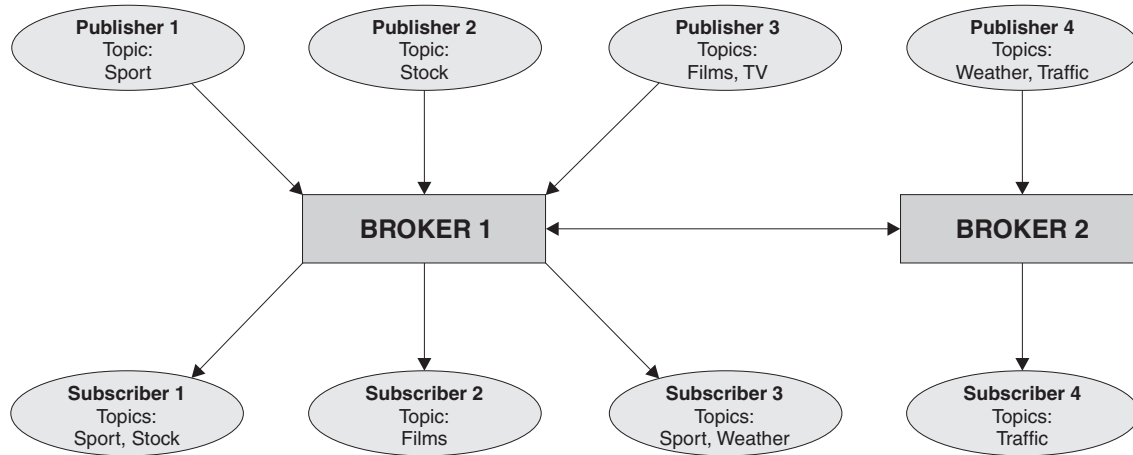 Publisher 1
Topic:
Sport
Publisher 2
Topic:
Stock
Publisher 3
Topics:
Films, TV
Publisher 4
Topics:
Weather, Traffic
BROKER 1
BROKER 2
Subscriber 1
Topics:
Sport, Stock
Subscriber 2
Topic:
Films
Subscriber 3
Topics:
Sport, Weather
Subscriber 4
Topics:
Traffic